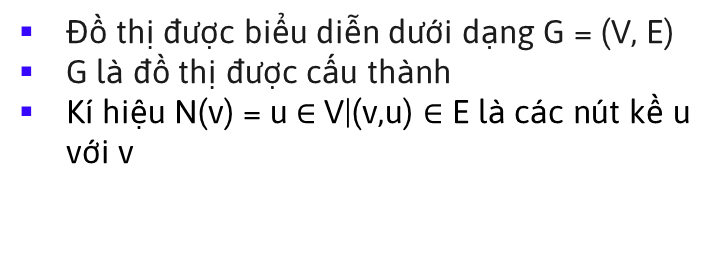 ▪ Đồ thị được biểu diễn dưới dạng G = (V, E)
▪ G là đồ thị được cấu thành
▪ Kí hiệu N(v) = u ∈ V|(v,u) ∈ E là các nút kề u
với v